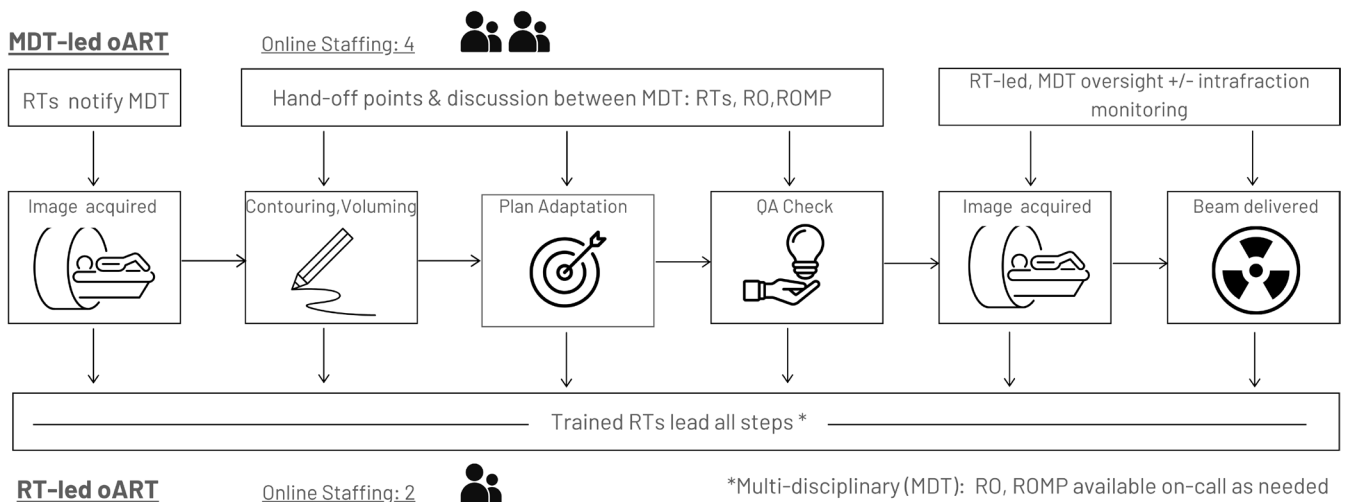 MDT-led oART
Online Staffing: 4
RTs notify MDT
Hand-off points & discussion between MDT: RTs, RO,ROMP
RT-led, MDT oversight +/- intrafraction
monitoring
Image acquired
Contouring,Voluming
Plan Adaptation
QA Check
Image acquired
Beam delivered
Trained RTs lead all steps *
RT-led oART
Online Staffing: 2
*Multi-disciplinary (MDT): RO, ROMP available on-call as needed